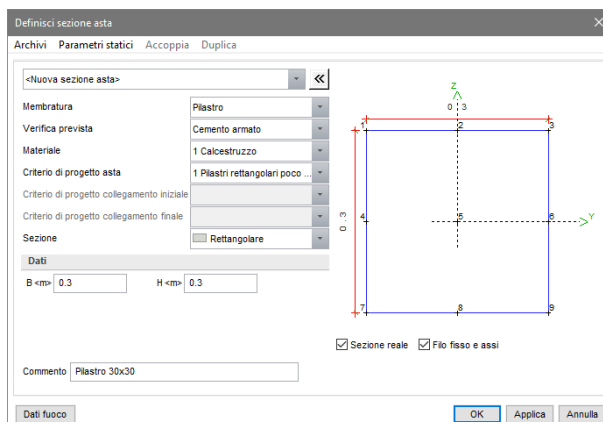 Definisci sezione asta
Archivi Parametri statici Accoppia Duplica
<Nuova sezione asta>
Membratura Pilastro
Verifica prevista Cemento armato
Materiale 1 Calcestruzzo
Criterio di progetto asta 1 Pilastri rettangolari poco ...
Criterio di progetto collegamento iniziale
Criterio di progetto collegamento finale
Sezione Rettangolare
Dati
B <m> 0.3 H <m> 0.3
Z
0.3
1 2 3
0.3
4 5 6 Y
7 8 9
Sezione reale Filo fisso e assi
Commento Pilastro 30x30
Dati fuoco OK Applica Annulla